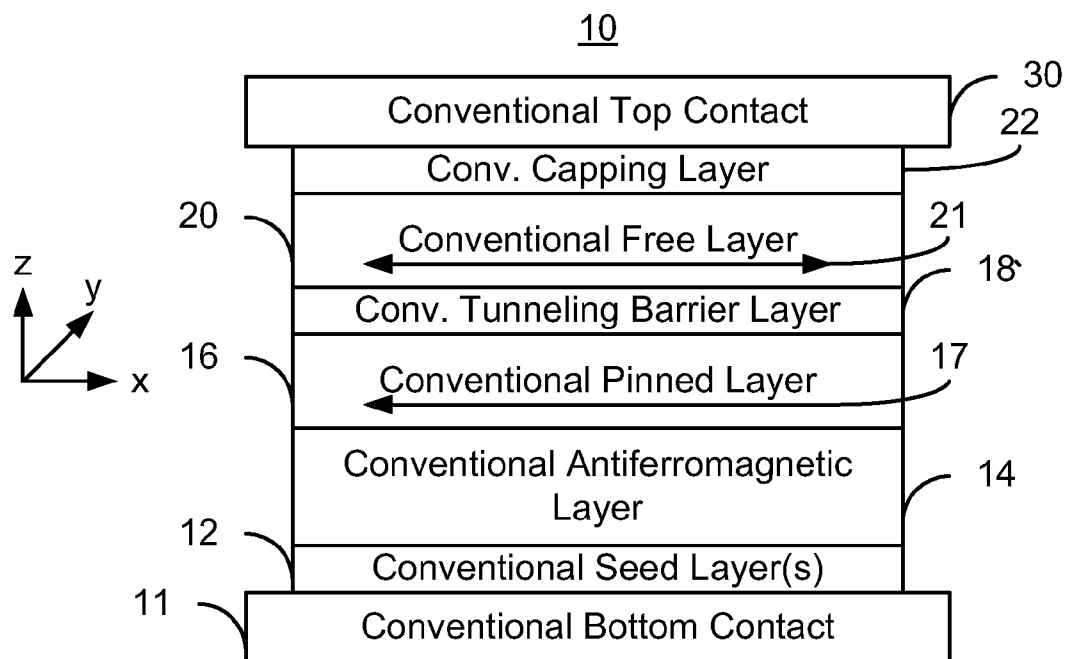 10
30
Conventional Top Contact
22
Conv. Capping Layer
20
21
Conventional Free Layer
z
y
x
18`
Conv. Tunneling Barrier Layer
16
17
Conventional Pinned Layer
Conventional Antiferromagnetic
Layer
14
12
Conventional Seed Layer(s)
11
Conventional Bottom Contact